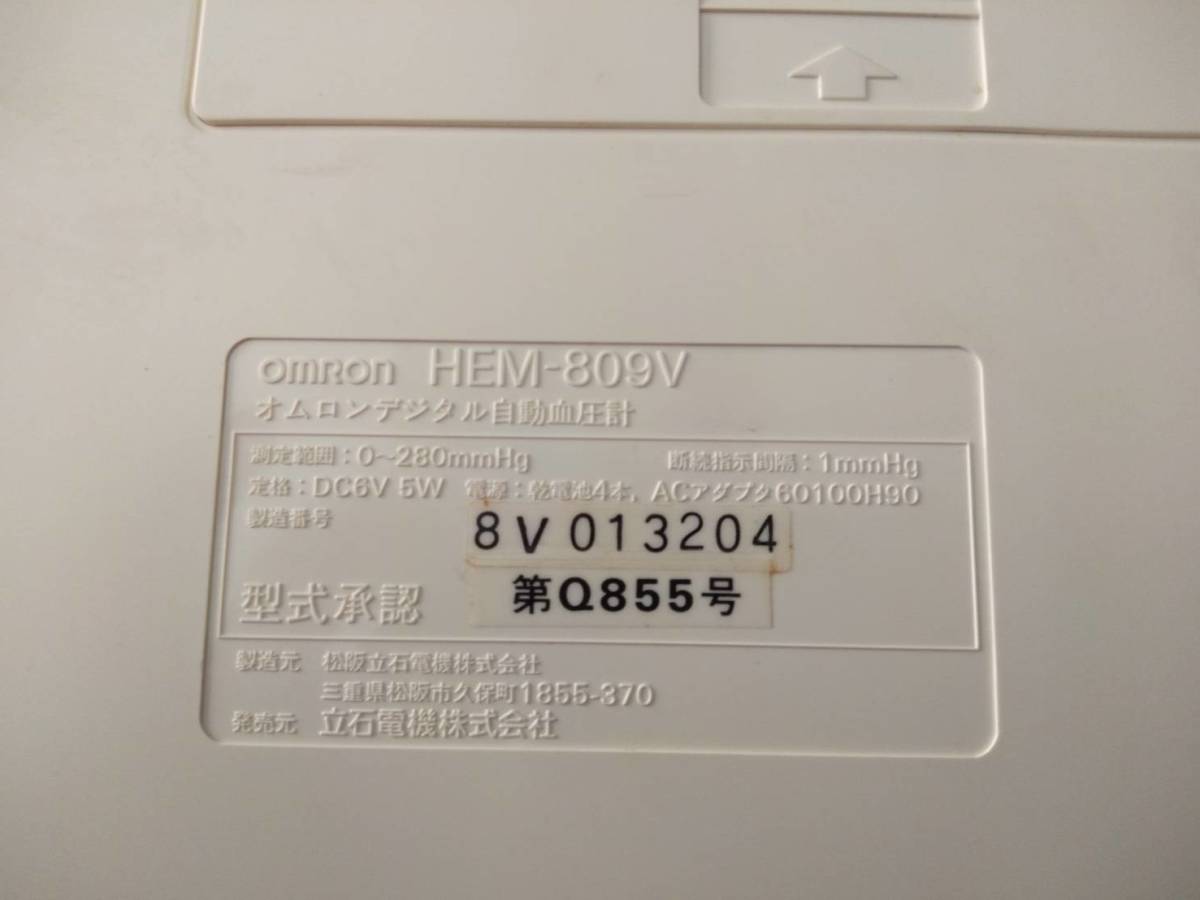 omron HEM-809V
オムロンデジタル自動血圧計
測定範囲：0～280mmHg 断続指示間隔：1mmHg
定格：DC6V 5W 電源：乾電池4本，ACアダプタ60100H90
製造番号 8V013204
型式承認 第Q855号
製造元 松阪立石電機株式会社
三重県松阪市久保町1855-370
発売元 立石電機株式会社